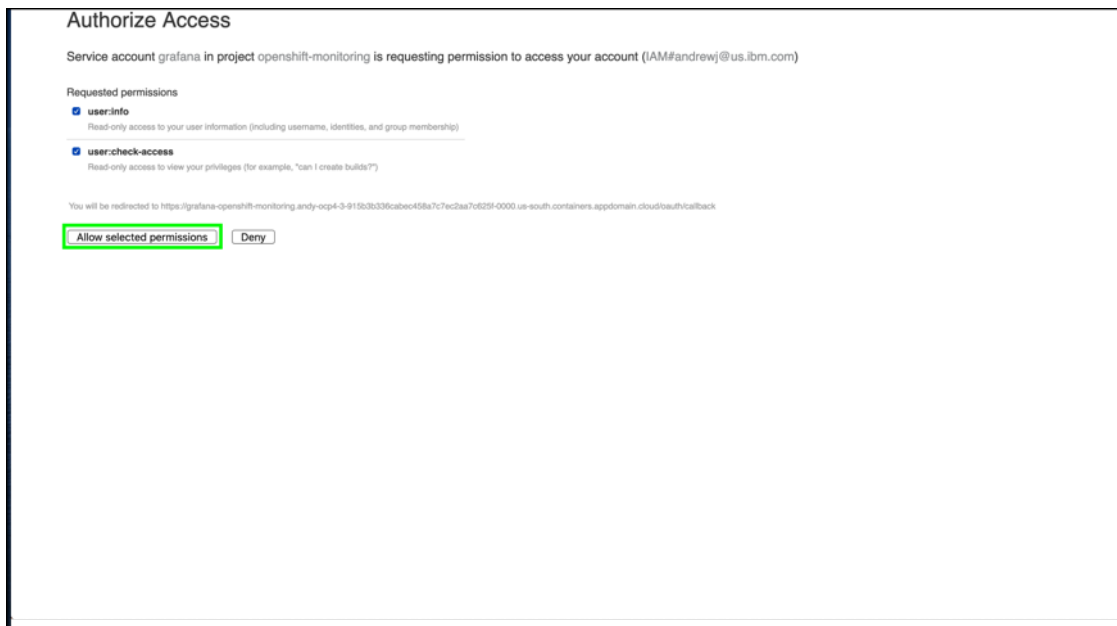 Authorize Access
Service account grafana in project openshift-monitoring is requesting permission to access your account (IAM#andrewj@us.ibm.com)
Requested permissions
user:info
Read-only access to your user information (including username, identities, and group membership)
user:check-access
Read-only access to view your privileges (for example, "can I create builds?")
You will be redirected to https://grafana-openshift-monitoring.andy-ocp4-3-915b3b336cabec458a7c7ec2aa7c625f-0000.us-south.containers.appdomain.cloud/oauth/callback
Allow selected permissions Deny